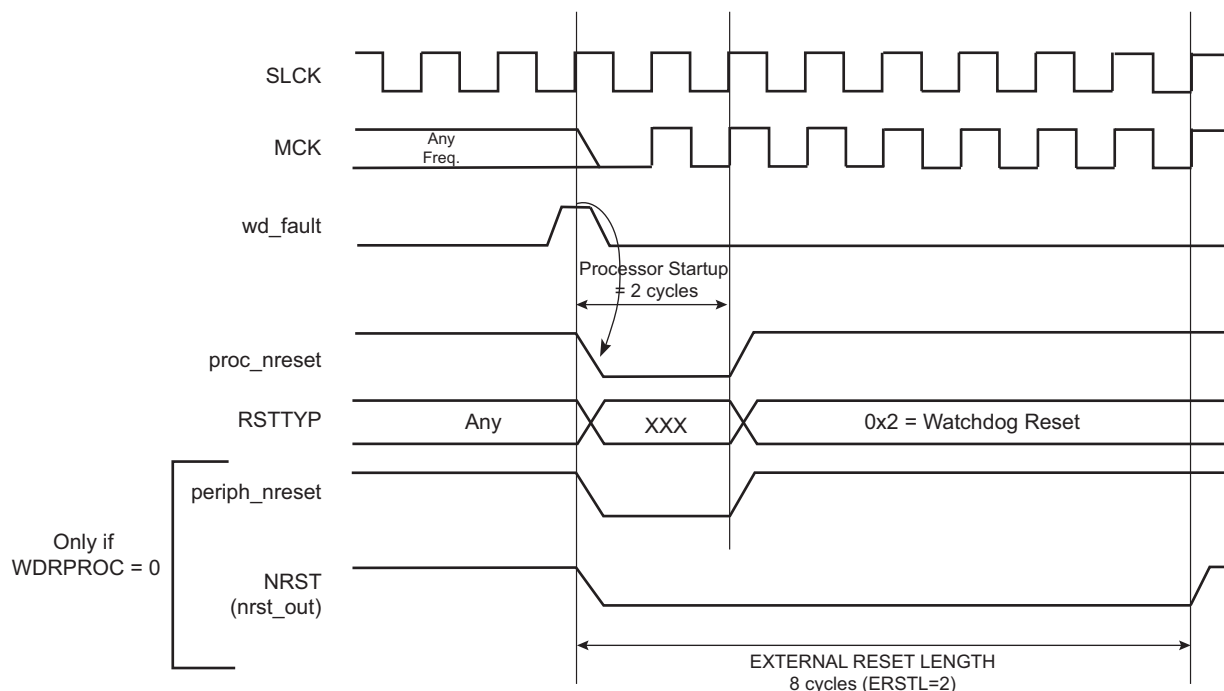 SLCK
MCK
Any
Freq.
wd_fault
Processor Startup
= 2 cycles
proc_nreset
RSTTYP
Any
XXX
0x2 = Watchdog Reset
periph_nreset
Only if
WDRPROC = 0
NRST
(nrst_out)
EXTERNAL RESET LENGTH
8 cycles (ERSTL=2)